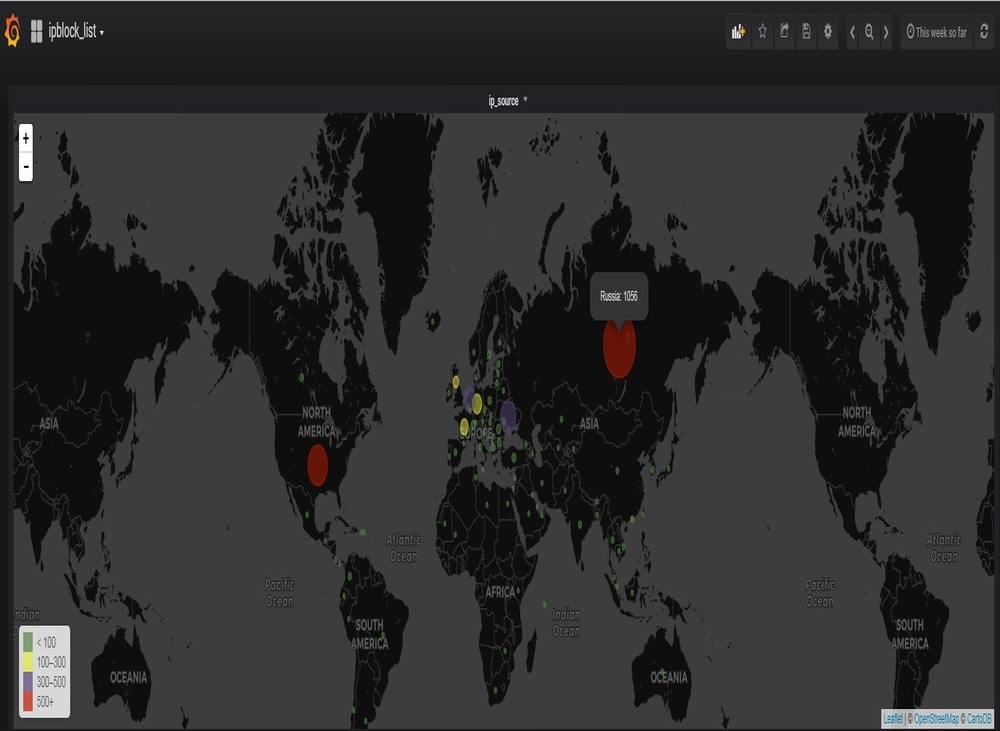 ipblock_list
This week so far
ip_source
+
-
Russia: 1056
NORTH
AMERICA
NORTH
AMERICA
ASIA
ASIA
EUROPE
Atlantic
Ocean
Atlantic
Ocean
Pacific
Ocean
Pacific
Ocean
AFRICA
Indian
Indian
Ocean
SOUTH
AMERICA
SOUTH
AMERICA
OCEANIA
OCEANIA
< 100
100–300
300–500
500+
Leaflet | © OpenStreetMap © CartoDB